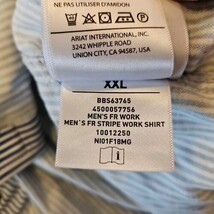 NE PAS UTILISER D'AMIDON
ARIAT INTERNATIONAL, INC.
3242 WHIPPLE ROAD
UNION CITY, CA 94587, USA
XXL
BBS63765
4500057756
MEN'S FR WORK
MEN`S FR STRIPE WORK SHIRT
10012250
NI01F18MG